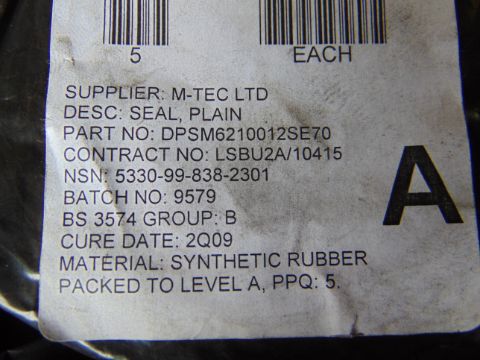 5 EACH
SUPPLIER: M-TEC LTD
DESC: SEAL, PLAIN
PART NO: DPSM6210012SE70
CONTRACT NO: LSBU2A/10415
NSN: 5330-99-838-2301
BATCH NO: 9579
BS 3574 GROUP: B
CURE DATE: 2Q09
MATERIAL: SYNTHETIC RUBBER
PACKED TO LEVEL A, PPQ: 5.
A